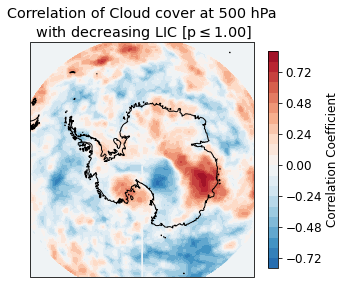 Correlation of Cloud cover at 500 hPa
with decreasing LIC [p ≤ 1.00]
0.72
0.48
0.24
0.00
−0.24
−0.48
−0.72
Correlation Coefficient